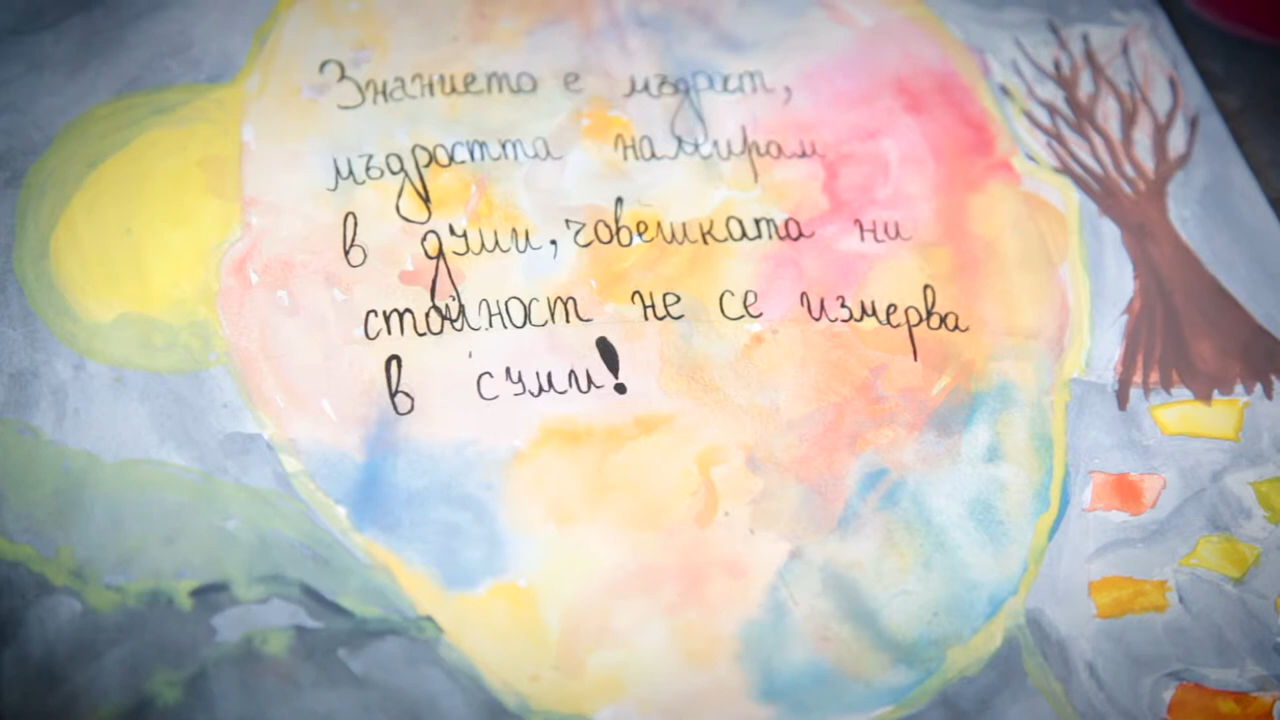 Знанието е мъдрост,
мъдростта намирам
в думи, човешката ни
стойност не се измерва
в суми!